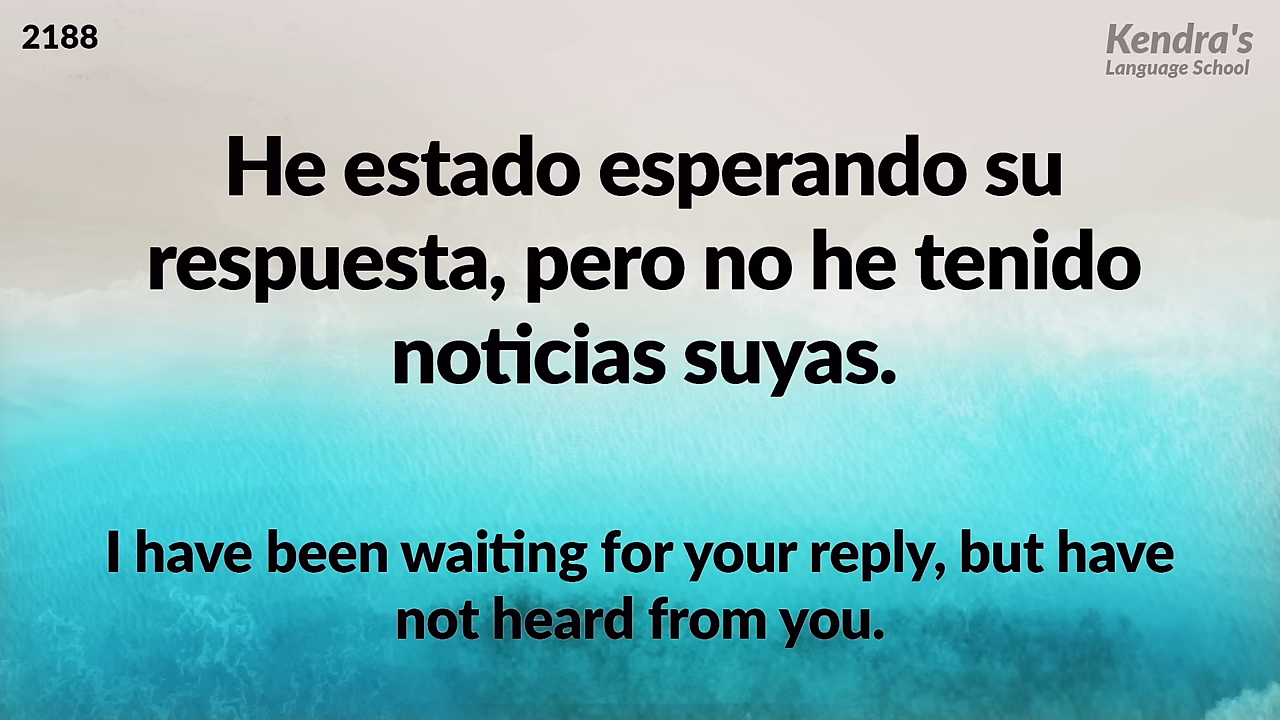 2188
Kendra's
Language School
He estado esperando su
respuesta, pero no he tenido
noticias suyas.
I have been waiting for your reply, but have
not heard from you.